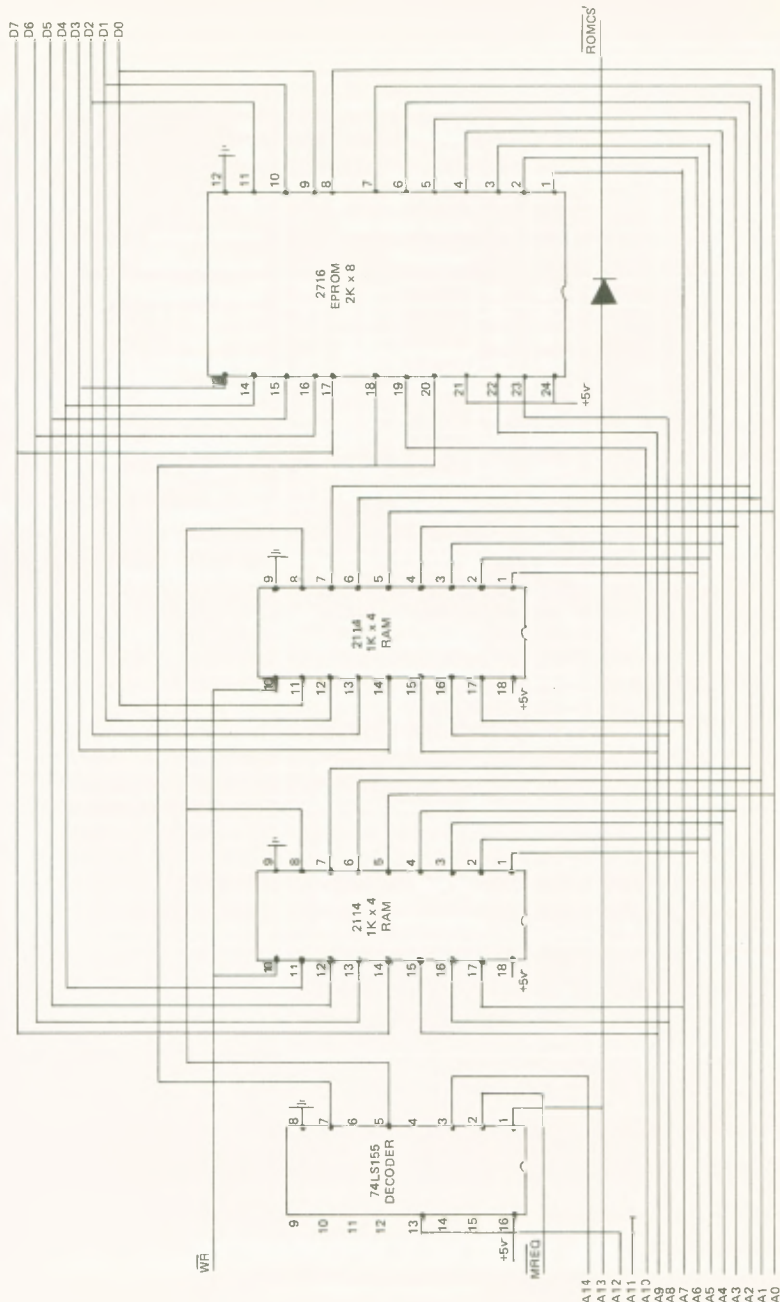 D7
D6
D5
D4
D3
D2
D1
D0
ROMCS'
12
11
10
9
8
7
6
5
4
3
2
1
2716
EPROM
2K x 8
14
15
16
17
18
19
20
21
22
23
24
+5v
9
8
7
6
5
4
3
2
1
2114
1K x 4
RAM
10
11
12
13
14
15
16
17
18
+5v
9
8
7
6
5
4
3
2
1
2114
1K x 4
RAM
10
11
12
13
14
15
16
17
18
+5v
8
7
6
5
4
3
2
1
74LS155
DECODER
9
10
11
12
13
14
15
16
+5v
WR
MREQ
A14
A13
A12
A11
A10
A9
A8
A7
A6
A5
A4
A3
A2
A1
A0